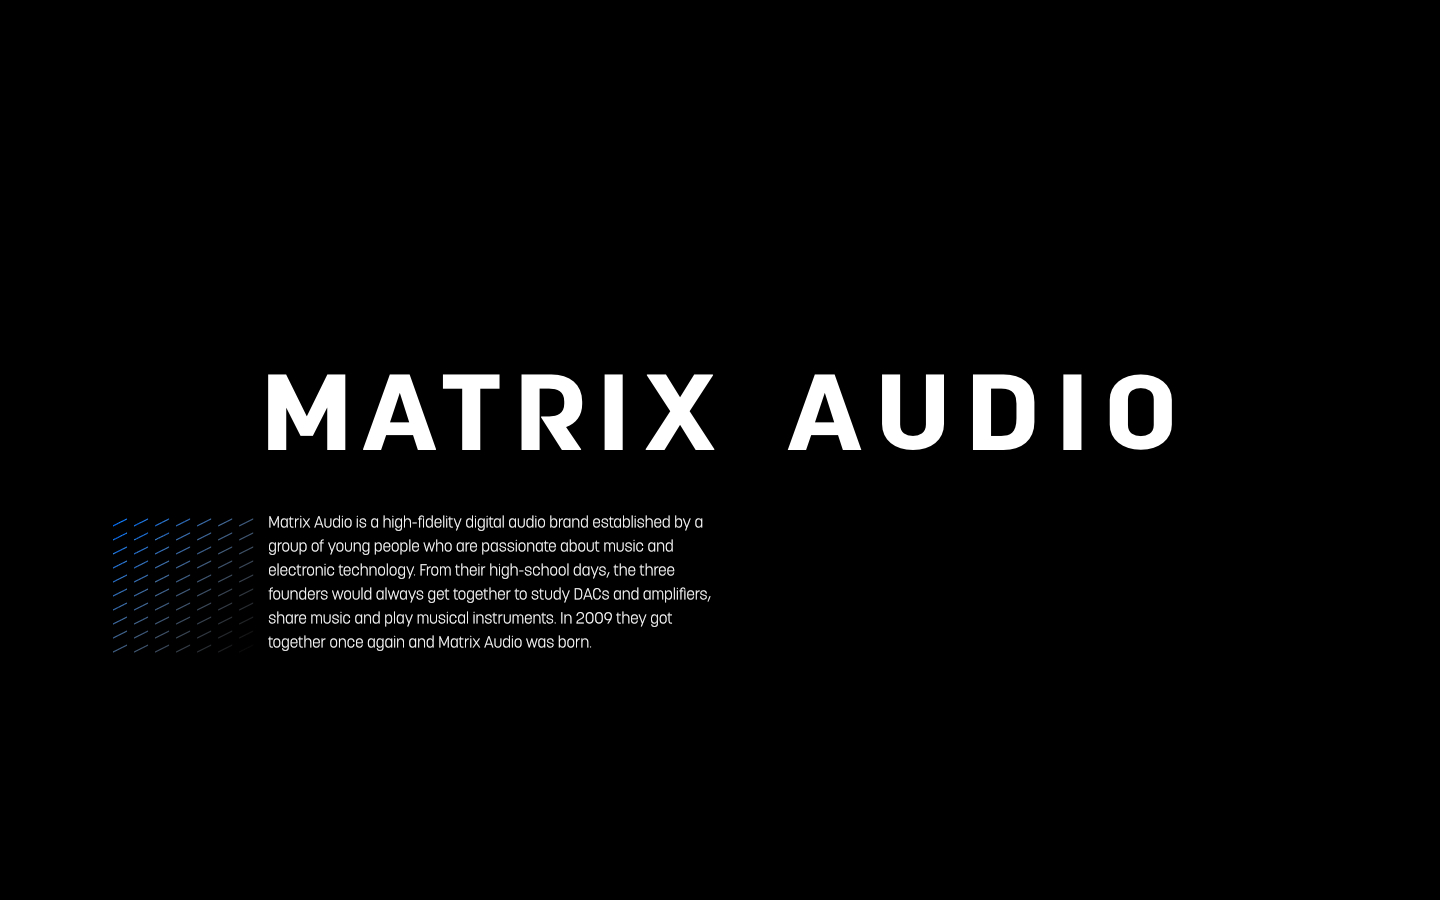 MATRIX AUDIO
Matrix Audio is a high-fidelity digital audio brand established by a
group of young people who are passionate about music and
electronic technology. From their high-school days, the three
founders would always get together to study DACs and amplifiers,
share music and play musical instruments. In 2009 they got
together once again and Matrix Audio was born.